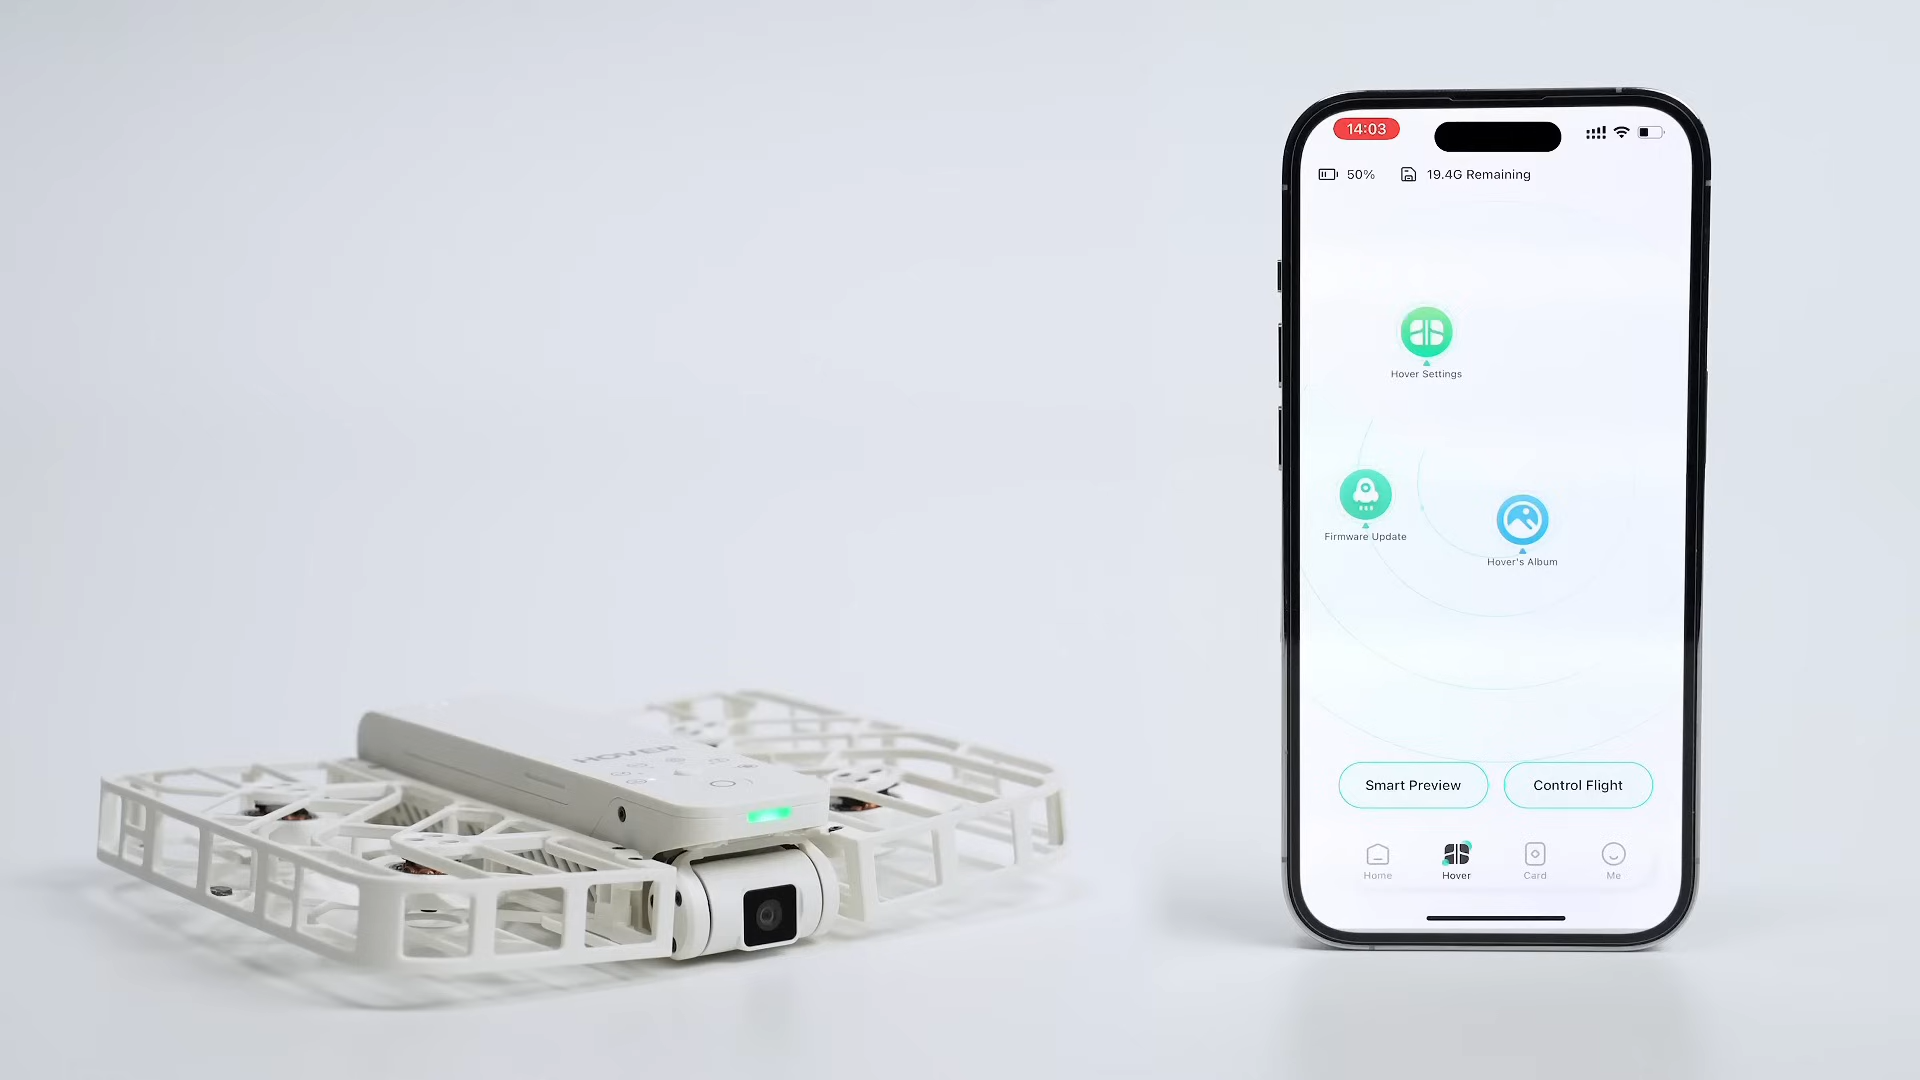 HOVER
14:03
50%
19.4G Remaining
Hover Settings
Firmware Update
Hover's Album
Smart Preview
Control Flight
Home
Hover
Card
Me